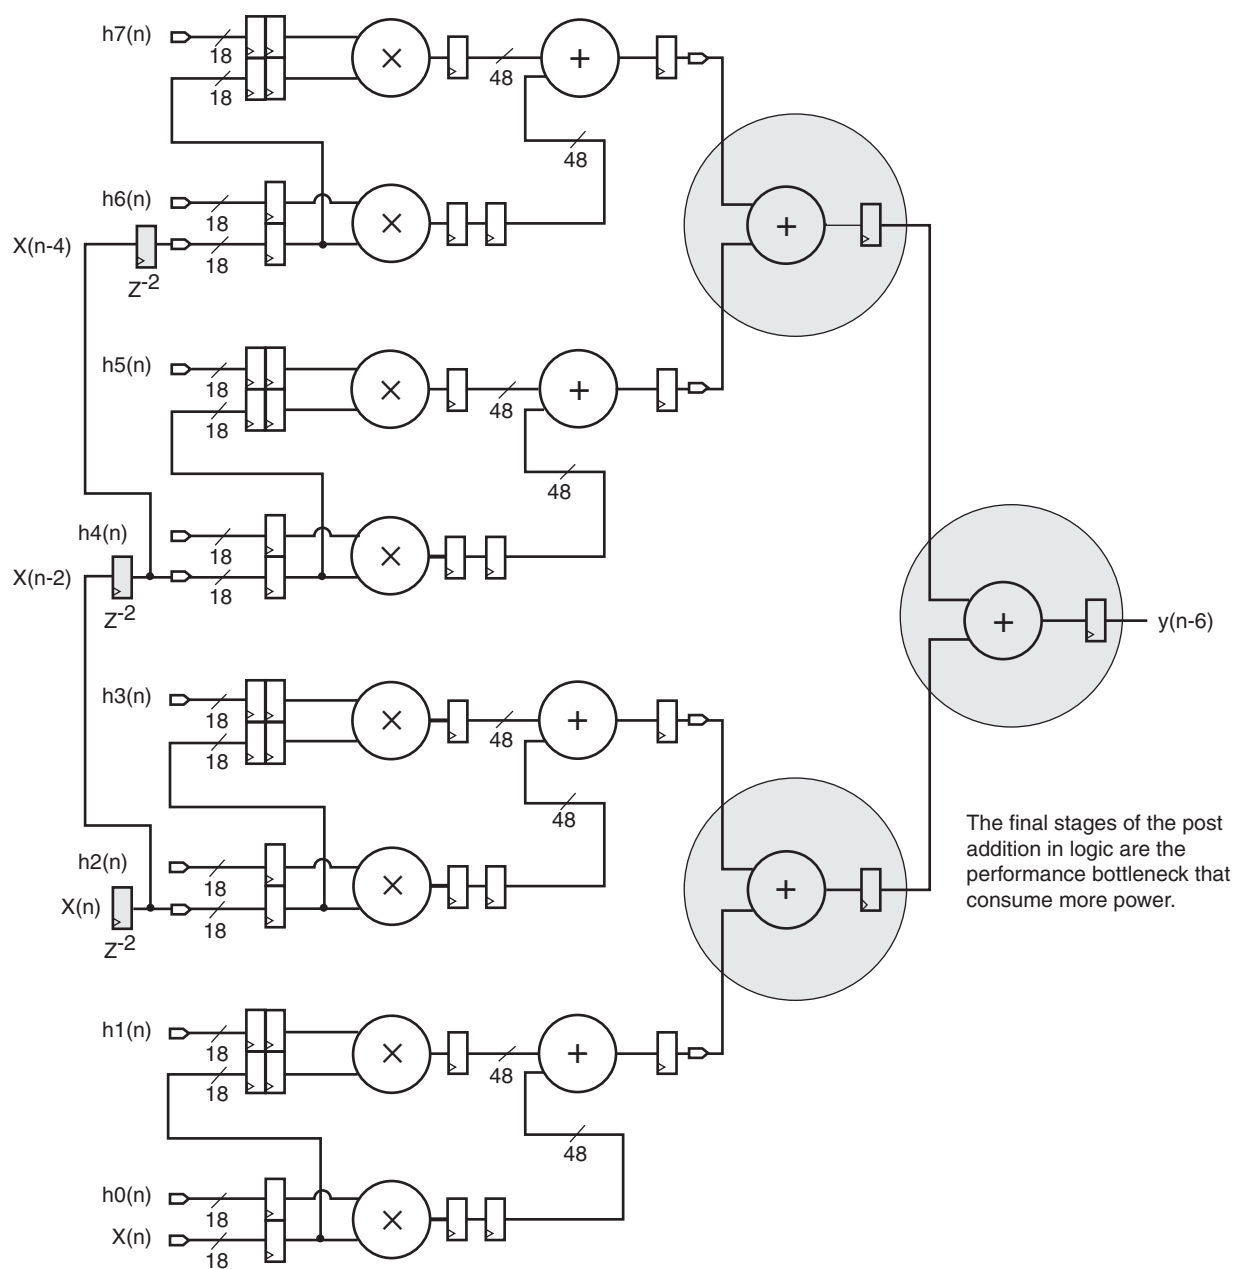 h7(n)
18
18
×
48
+
48
h6(n)
18
×
X(n-4)
18
Z-2
+
h5(n)
18
18
×
48
+
48
h4(n)
18
×
X(n-2)
18
Z-2
+
y(n-6)
h3(n)
18
18
×
48
+
48
The final stages of the post
addition in logic are the
performance bottleneck that
consume more power.
h2(n)
18
×
X(n)
18
Z-2
+
h1(n)
18
18
×
48
+
48
h0(n)
18
×
X(n)
18